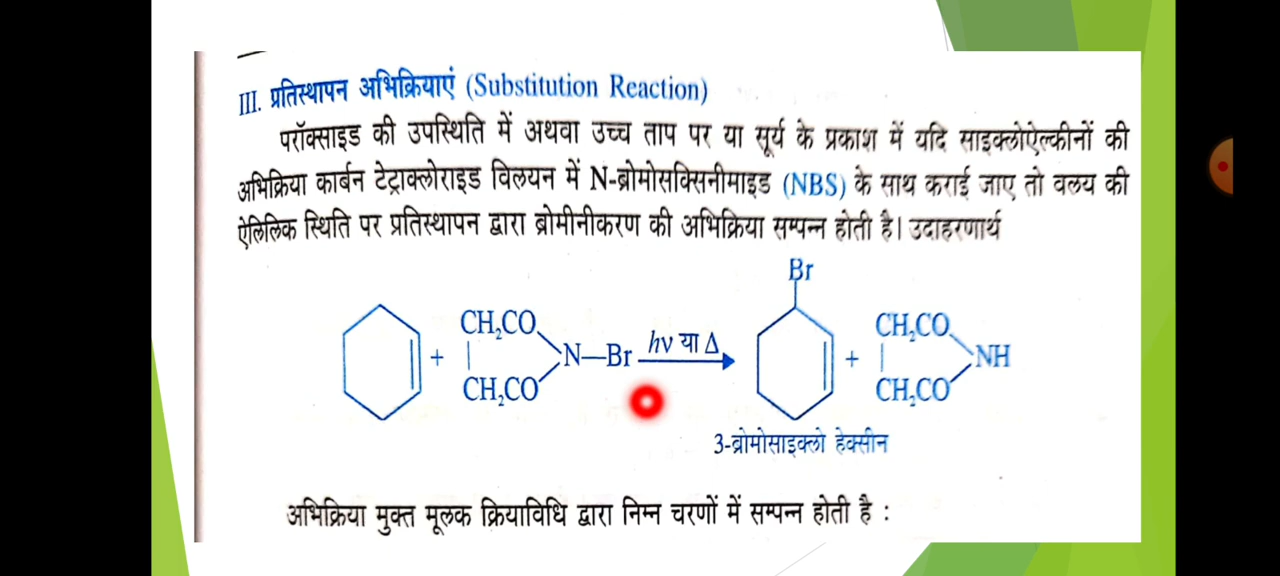 III. प्रतिस्थापन अभिक्रियाएं (Substitution Reaction)
परॉक्साइड की उपस्थिति में अथवा उच्च ताप पर या सूर्य के प्रकाश में यदि साइक्लोऐल्कीनों की
अभिक्रिया कार्बन टेट्राक्लोराइड विलयन में N-ब्रोमोसक्सिनीमाइड (NBS) के साथ कराई जाए तो वलय की
ऐलिलिक स्थिति पर प्रतिस्थापन द्वारा ब्रोमीनीकरण की अभिक्रिया सम्पन्न होती है। उदाहरणार्थ
Br
CH₂CO CH₂CO
+ N—Br hν या Δ + NH
CH₂CO CH₂CO
3-ब्रोमोसाइक्लो हेक्सीन
अभिक्रिया मुक्त मूलक क्रियाविधि द्वारा निम्न चरणों में सम्पन्न होती है :